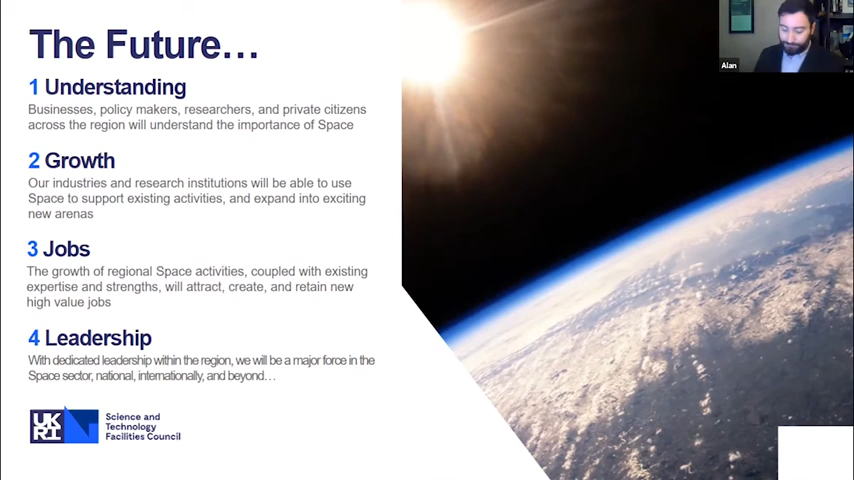 The Future…
1 Understanding
Businesses, policy makers, researchers, and private citizens
across the region will understand the importance of Space
2 Growth
Our industries and research institutions will be able to use
Space to support existing activities, and expand into exciting
new arenas
3 Jobs
The growth of regional Space activities, coupled with existing
expertise and strengths, will attract, create, and retain new
high value jobs
4 Leadership
With dedicated leadership within the region, we will be a major force in the
Space sector, national, internationally, and beyond…
UK
RI
Science and
Technology
Facilities Council
Alan